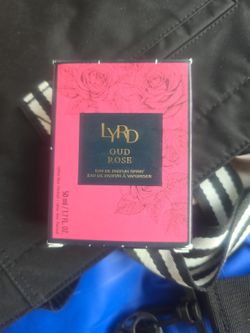 LYRD
OUD
ROSE
EAU DE PARFUM SPRAY
EAU DE PARFUM À VAPORISER
50 ml / 1.7 FL. OZ.